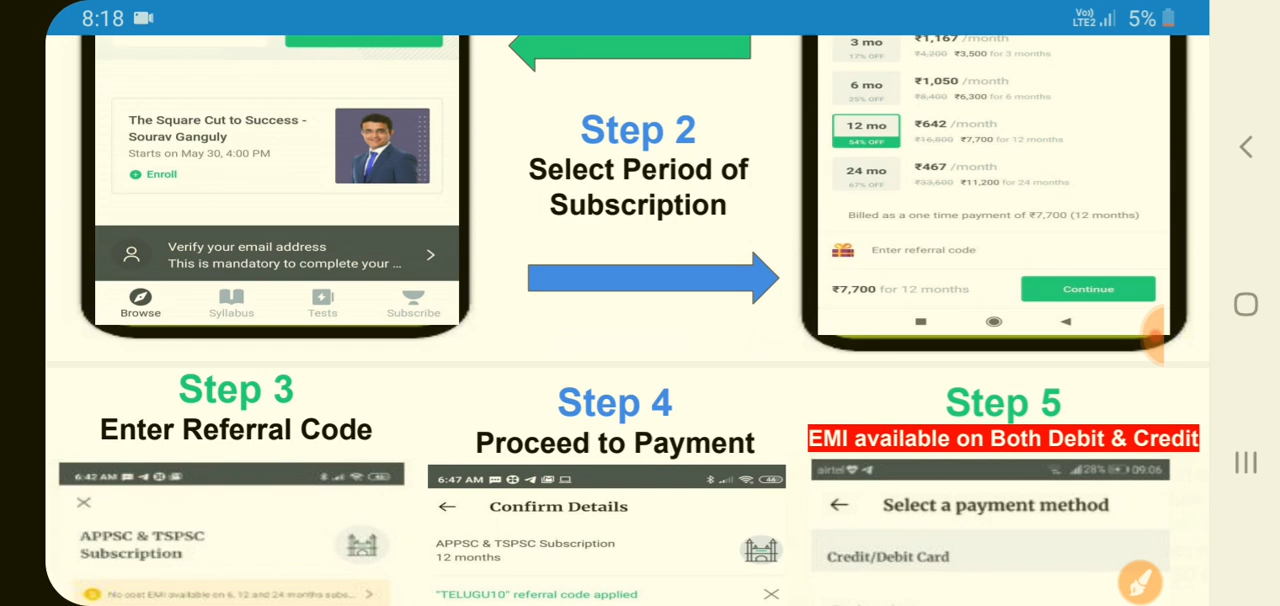 8:18
Vo))
LTE2
5%
The Square Cut to Success -
Sourav Ganguly
Starts on May 30, 4:00 PM
Enroll
Verify your email address
This is mandatory to complete your ...
Browse
Syllabus
Tests
Subscribe
Step 2
Select Period of
Subscription
3 mo
17% OFF
₹1,167 /month
₹4,200 ₹3,500 for 3 months
6 mo
25% OFF
₹1,050 /month
₹8,400 ₹6,300 for 6 months
12 mo
54% OFF
₹642 /month
₹16,800 ₹7,700 for 12 months
24 mo
67% OFF
₹467 /month
₹33,600 ₹11,200 for 24 months
Billed as a one time payment of ₹7,700 (12 months)
Enter referral code
₹7,700 for 12 months
Continue
Step 3
Enter Referral Code
6:42 AM
APPSC & TSPSC
Subscription
No cost EMI available on 6, 12 and 24 months subs...
Step 4
Proceed to Payment
6:47 AM
Confirm Details
APPSC & TSPSC Subscription
12 months
"TELUGU10" referral code applied
Step 5
EMI available on Both Debit & Credit
airtel
28%
09:06
Select a payment method
Credit/Debit Card